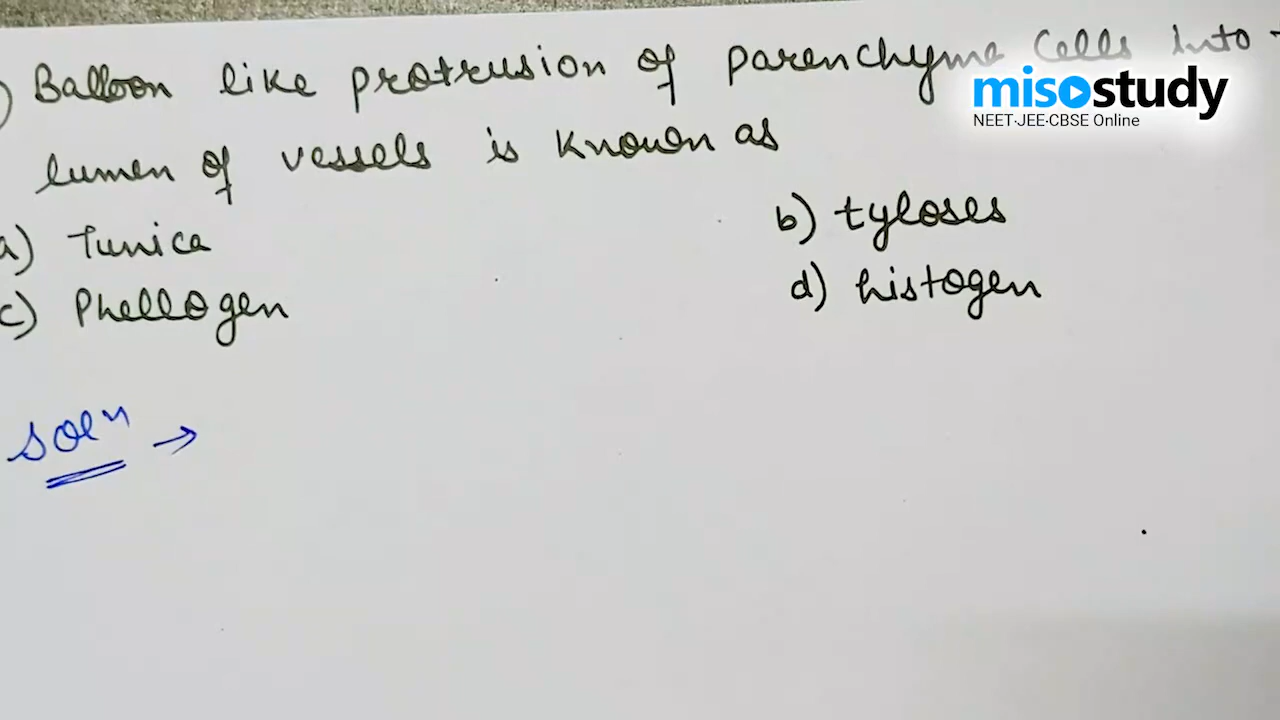 ) Balloon like protrusion of parenchyma cells into
lumen of vessels is known as
a) Tunica
b) tyloses
c) Phellogen
d) histogen
Solⁿ →
misostudy
NEET·JEE·CBSE Online